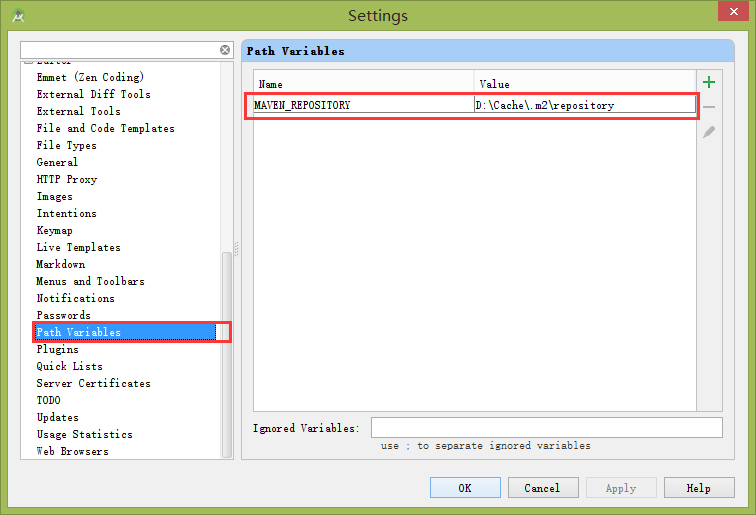 Settings
Editor
Emmet (Zen Coding)
External Diff Tools
External Tools
File and Code Templates
File Types
General
HTTP Proxy
Images
Intentions
Keymap
Live Templates
Markdown
Menus and Toolbars
Notifications
Passwords
Path Variables
Plugins
Quick Lists
Server Certificates
TODO
Updates
Usage Statistics
Web Browsers
Path Variables
Name Value
MAVEN_REPOSITORY D:\Cache\.m2\repository
Ignored Variables:
use ; to separate ignored variables
OK Cancel Apply Help